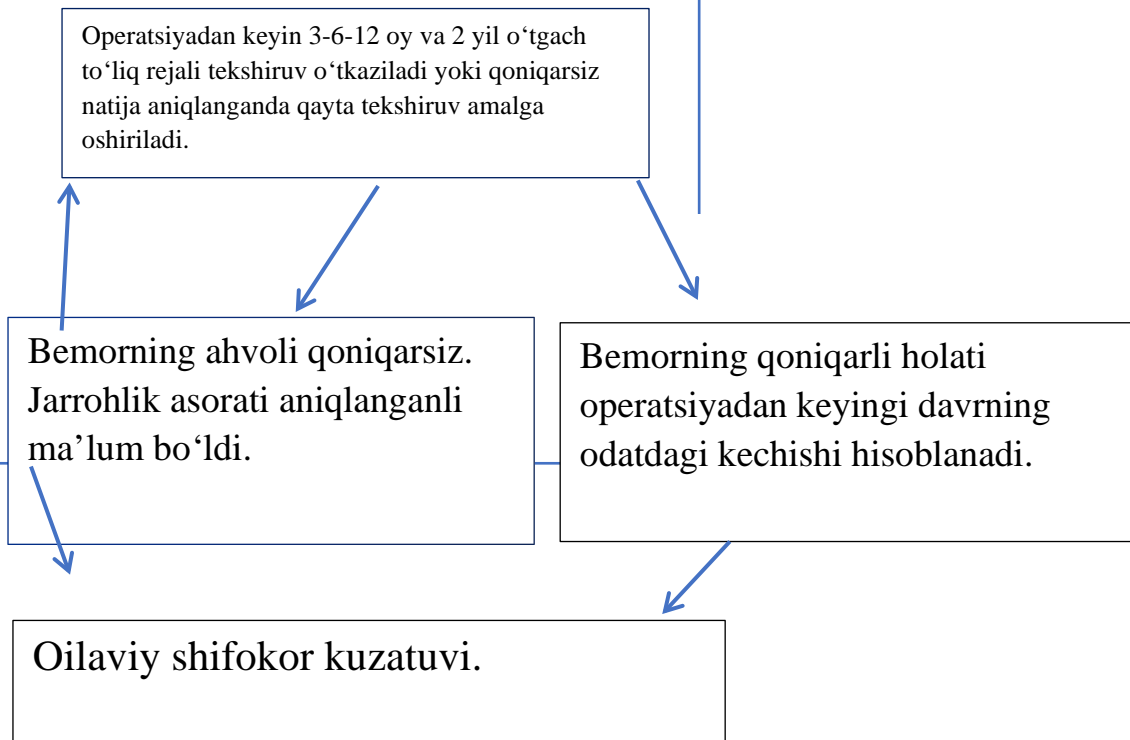 Operatsiyadan keyin 3-6-12 oy va 2 yil o‘tgach
to‘liq rejali tekshiruv o‘tkaziladi yoki qoniqarsiz
natija aniqlanganda qayta tekshiruv amalga
oshiriladi.
Bemorning ahvoli qoniqarsiz.
Jarrohlik asorati aniqlanganli
ma’lum bo‘ldi.
Bemorning qoniqarli holati
operatsiyadan keyingi davrning
odatdagi kechishi hisoblanadi.
Oilaviy shifokor kuzatuvi.